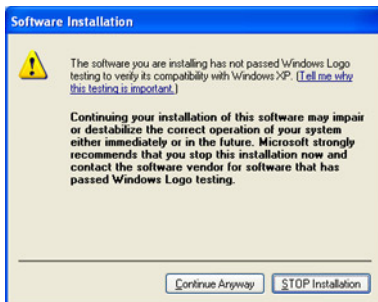 Software Installation
The software you are installing has not passed Windows Logo
testing to verify its compatibility with Windows XP. (Tell me why
this testing is important.)
Continuing your installation of this software may impair
or destabilize the correct operation of your system
either immediately or in the future. Microsoft strongly
recommends that you stop this installation now and
contact the software vendor for software that has
passed Windows Logo testing.
Continue Anyway STOP Installation